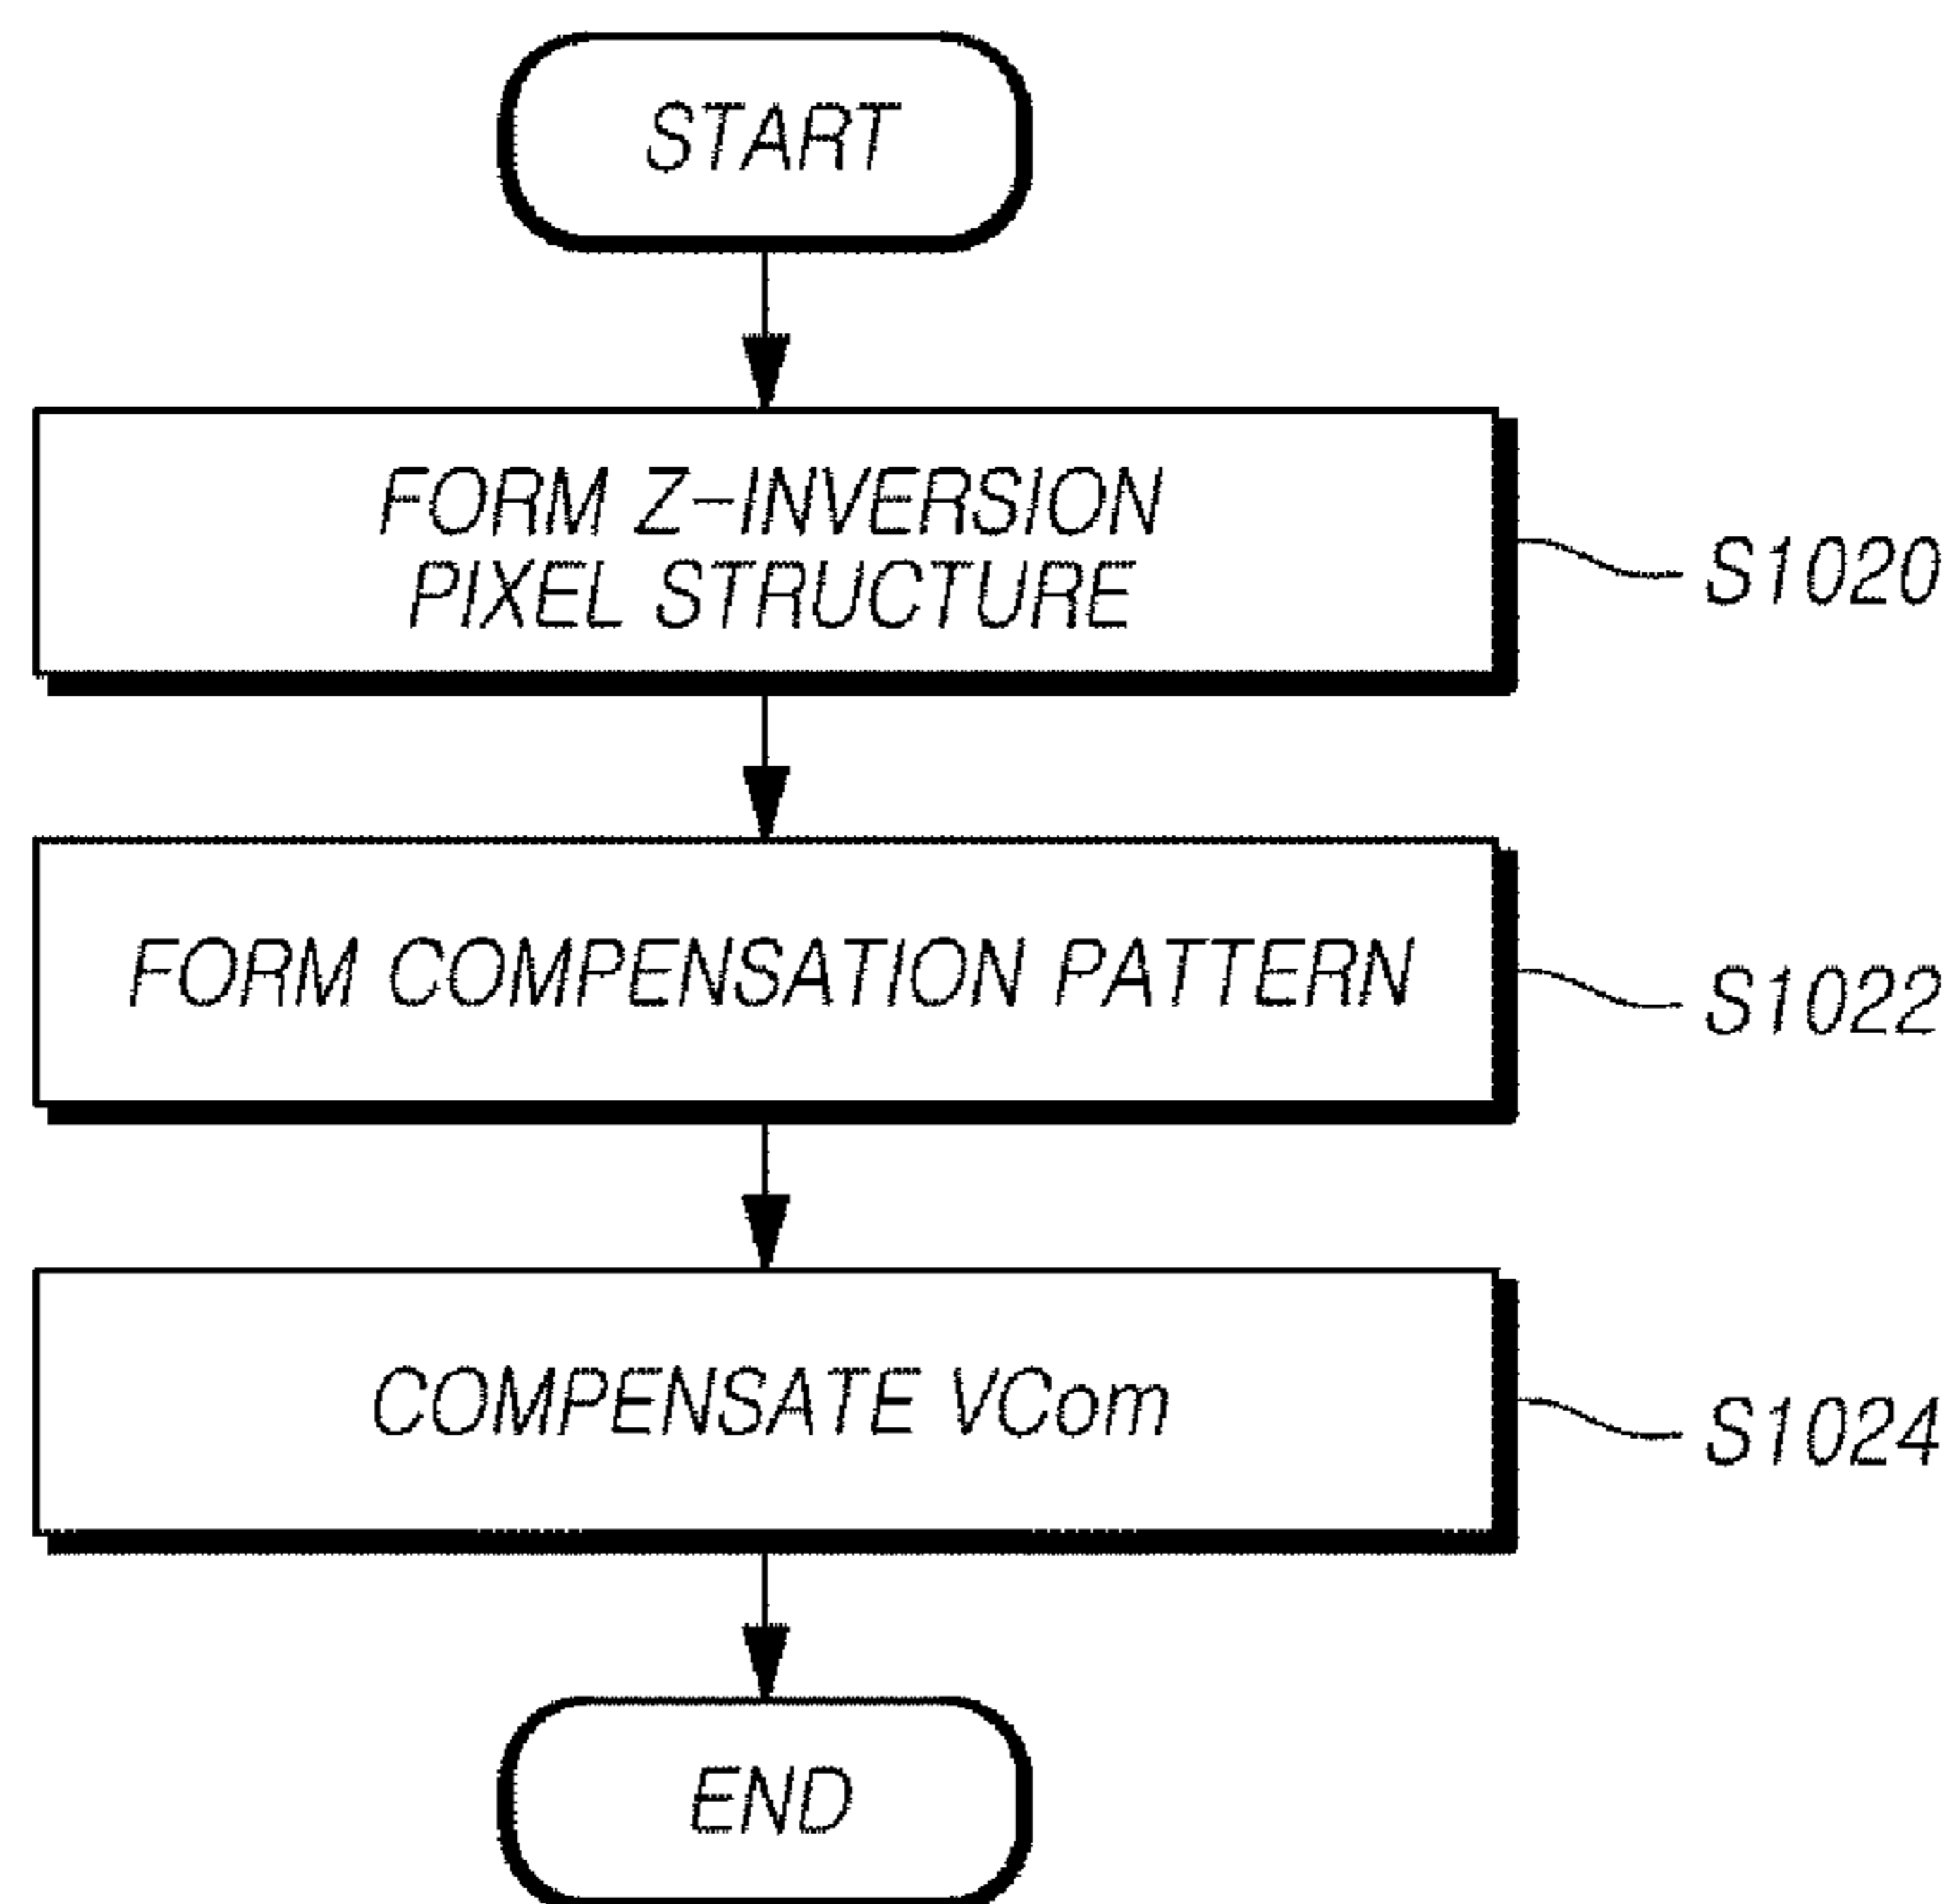 START
FORM Z-INVERSION
PIXEL STRUCTURE
S1020
FORM COMPENSATION PATTERN
S1022
COMPENSATE VCom
S1024
END